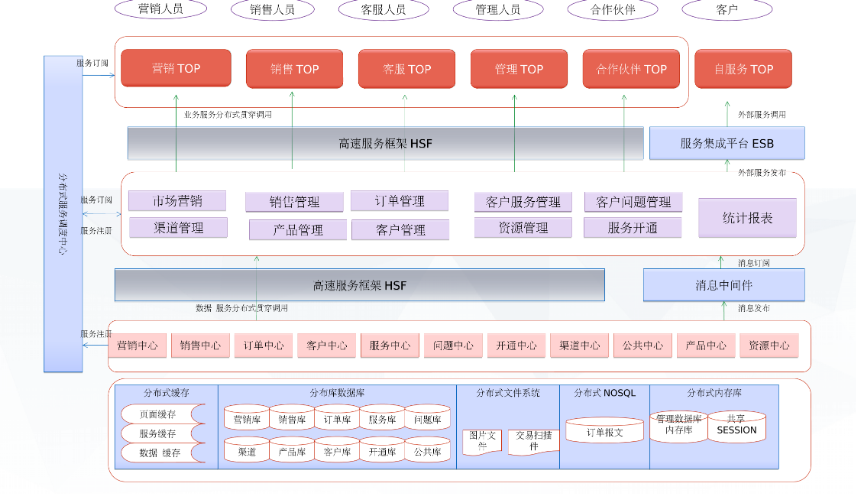 营销人员
销售人员
客服人员
管理人员
合作伙伴
客户
服务订阅
营销 TOP
销售 TOP
客服 TOP
管理 TOP
合作伙伴 TOP
自服务 TOP
业务服务分布式贯穿调用
外部服务调用
高速服务框架 HSF
服务集成平台 ESB
外部服务发布
分布式服务调度中心
服务订阅
服务注册
市场营销
销售管理
订单管理
客户服务管理
客户问题管理
统计报表
渠道管理
产品管理
客户管理
资源管理
服务开通
消息订阅
高速服务框架 HSF
消息中间件
数据 服务分布式贯穿调用
消息发布
服务注册
营销中心
销售中心
订单中心
客户中心
服务中心
问题中心
开通中心
渠道中心
公共中心
产品中心
资源中心
分布式缓存
分布库数据库
分布式文件系统
分布式 NOSQL
分布式内存库
页面缓存
服务缓存
数据 缓存
营销库
销售库
订单库
服务库
问题库
渠道
产品库
客户库
开通库
公共库
图片文
件
交易扫描
件
订单报文
管理数据库
内存库
共享
SESSION